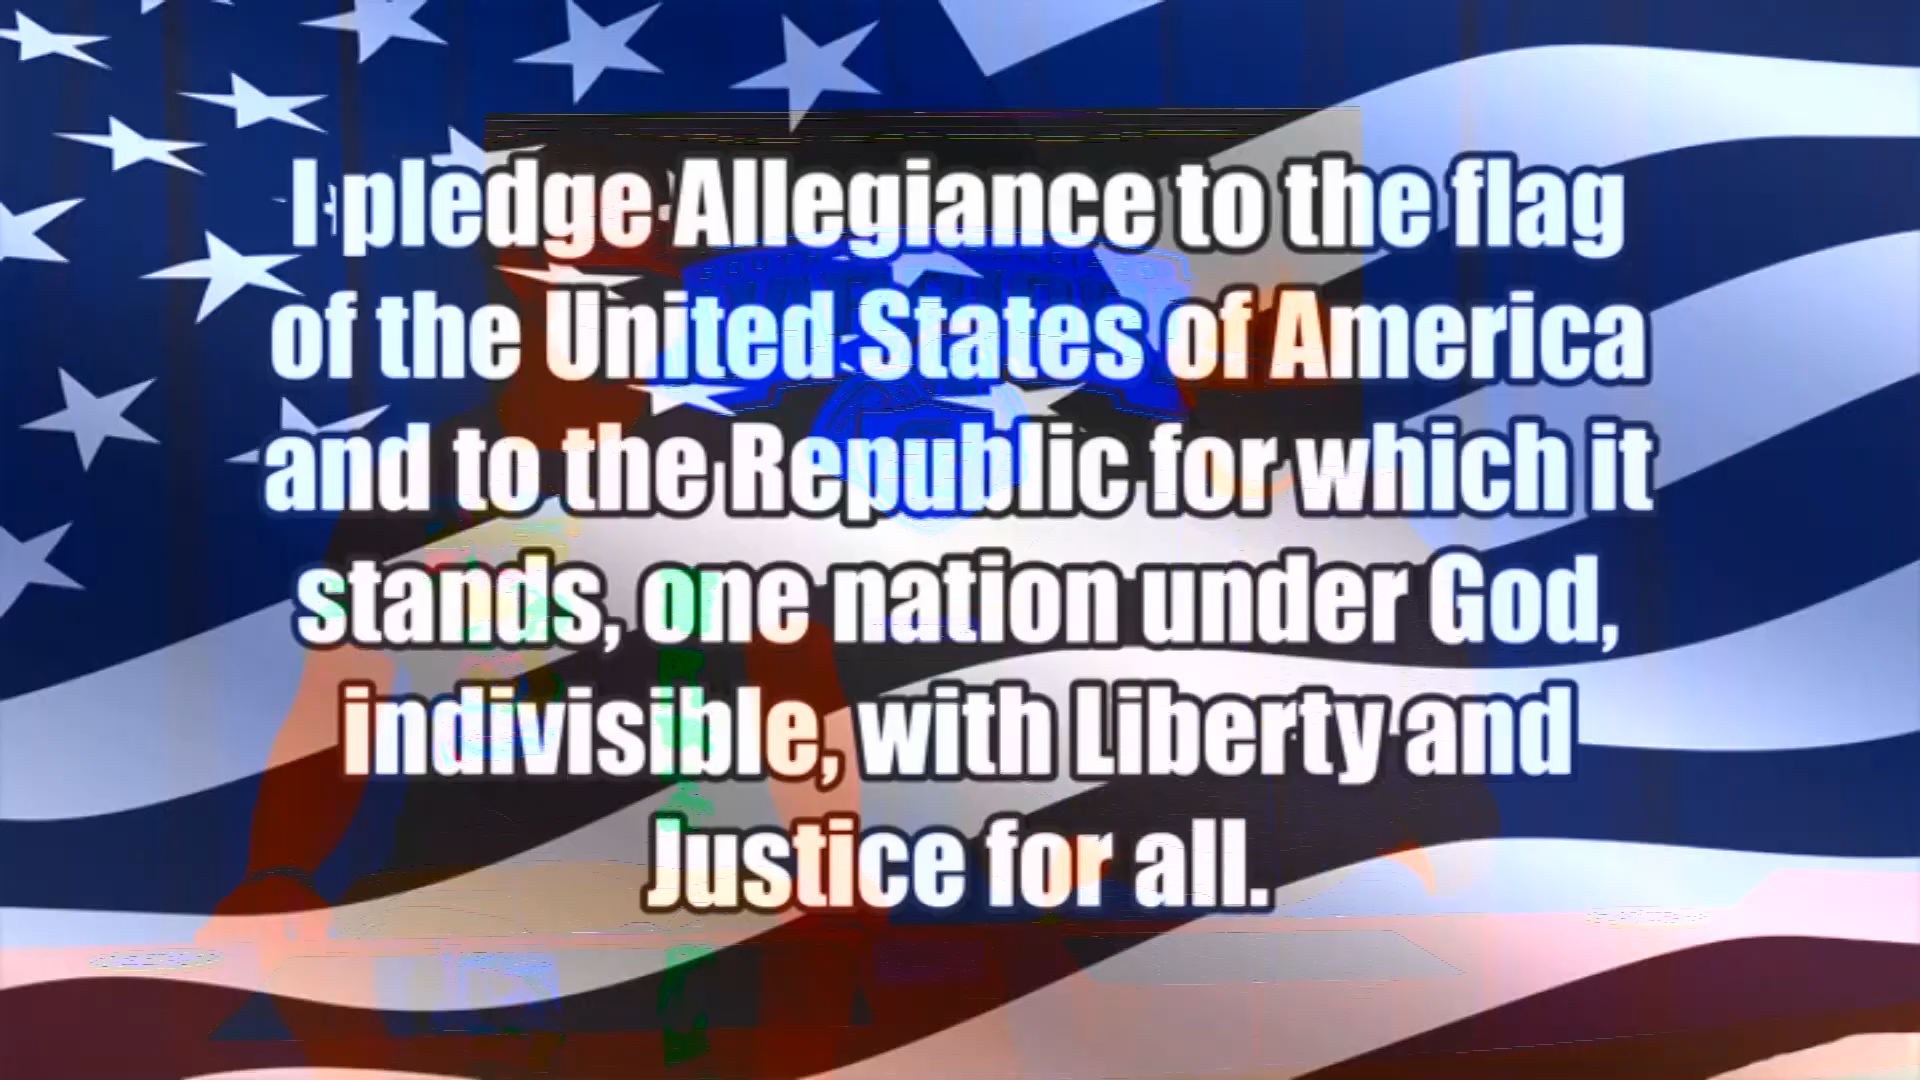 I pledge Allegiance to the flag
of the United States of America
and to the Republic for which it
stands, one nation under God,
indivisible, with Liberty and
Justice for all.